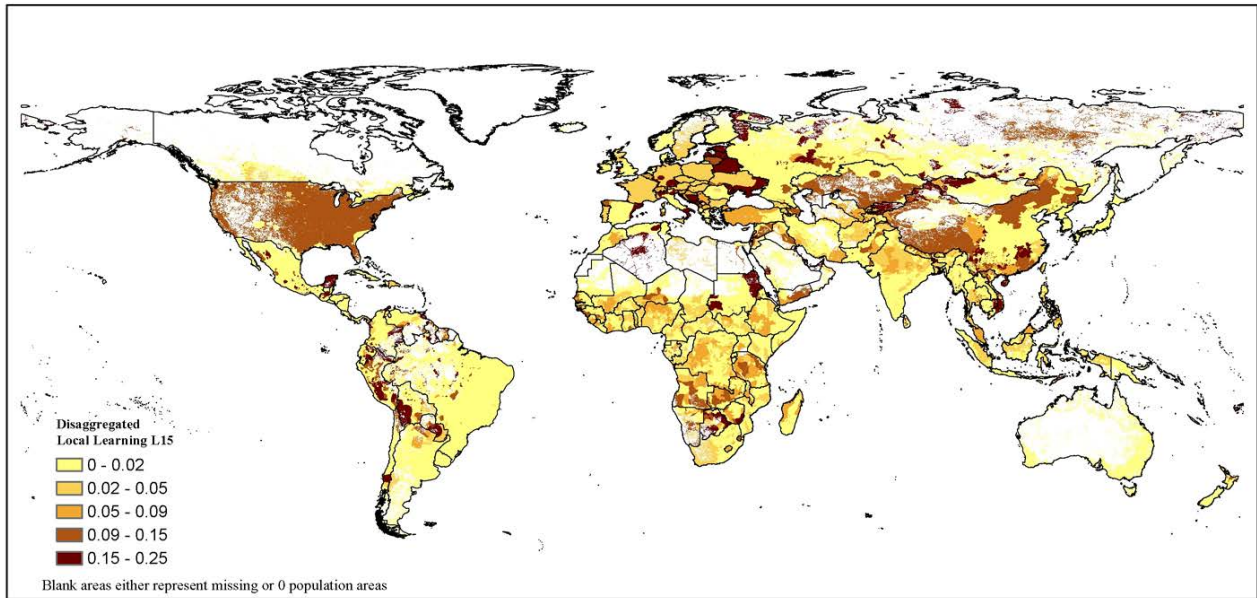 Disaggregated
Local Learning L15
0 - 0.02
0.02 - 0.05
0.05 - 0.09
0.09 - 0.15
0.15 - 0.25
Blank areas either represent missing or 0 population areas